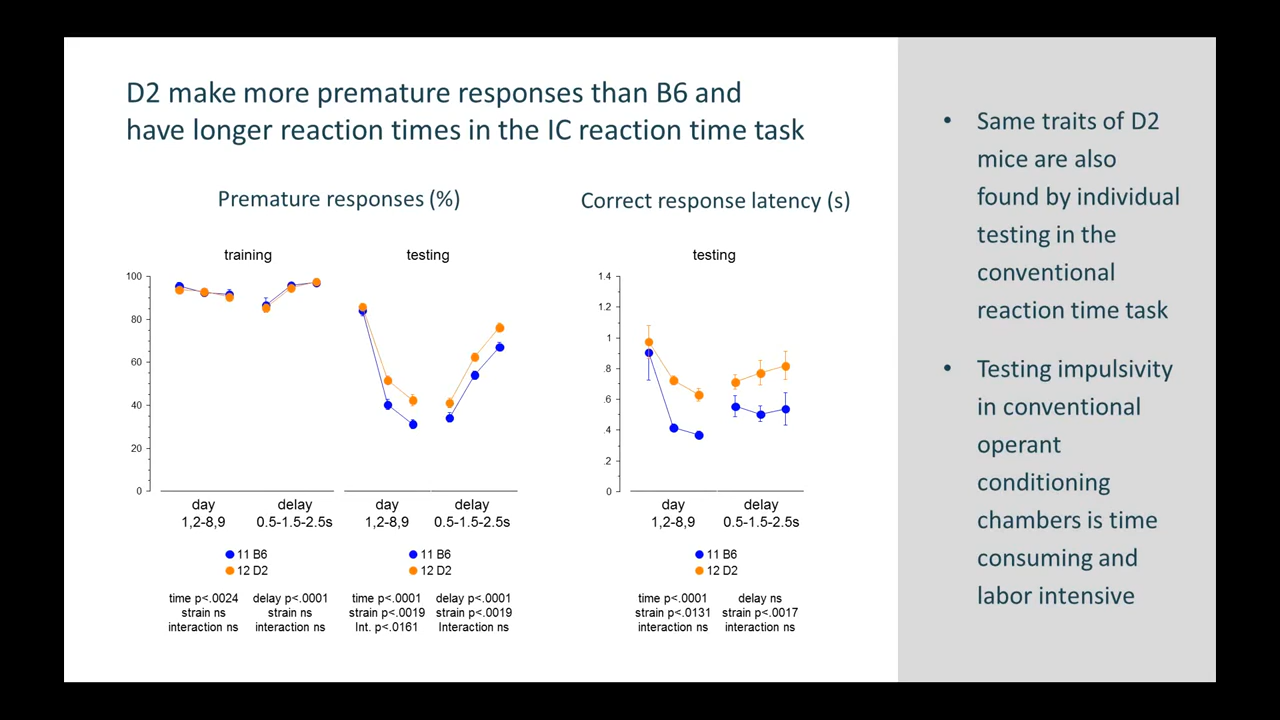 D2 make more premature responses than B6 and
have longer reaction times in the IC reaction time task
Premature responses (%)
training
testing
100
80
60
40
20
0
day
1,2-8,9
delay
0.5-1.5-2.5s
day
1,2-8,9
delay
0.5-1.5-2.5s
11 B6
12 D2
11 B6
12 D2
time p<.0024
strain ns
interaction ns
delay p<.0001
strain ns
interaction ns
time p<.0001
strain p<.0019
Int. p<.0161
delay p<.0001
strain p<.0019
Interaction ns
Correct response latency (s)
testing
1.4
1.2
1
.8
.6
.4
.2
0
day
1,2-8,9
delay
0.5-1.5-2.5s
11 B6
12 D2
time p<.0001
strain p<.0131
interaction ns
delay ns
strain p<.0017
interaction ns
• Same traits of D2
mice are also
found by individual
testing in the
conventional
reaction time task
• Testing impulsivity
in conventional
operant
conditioning
chambers is time
consuming and
labor intensive